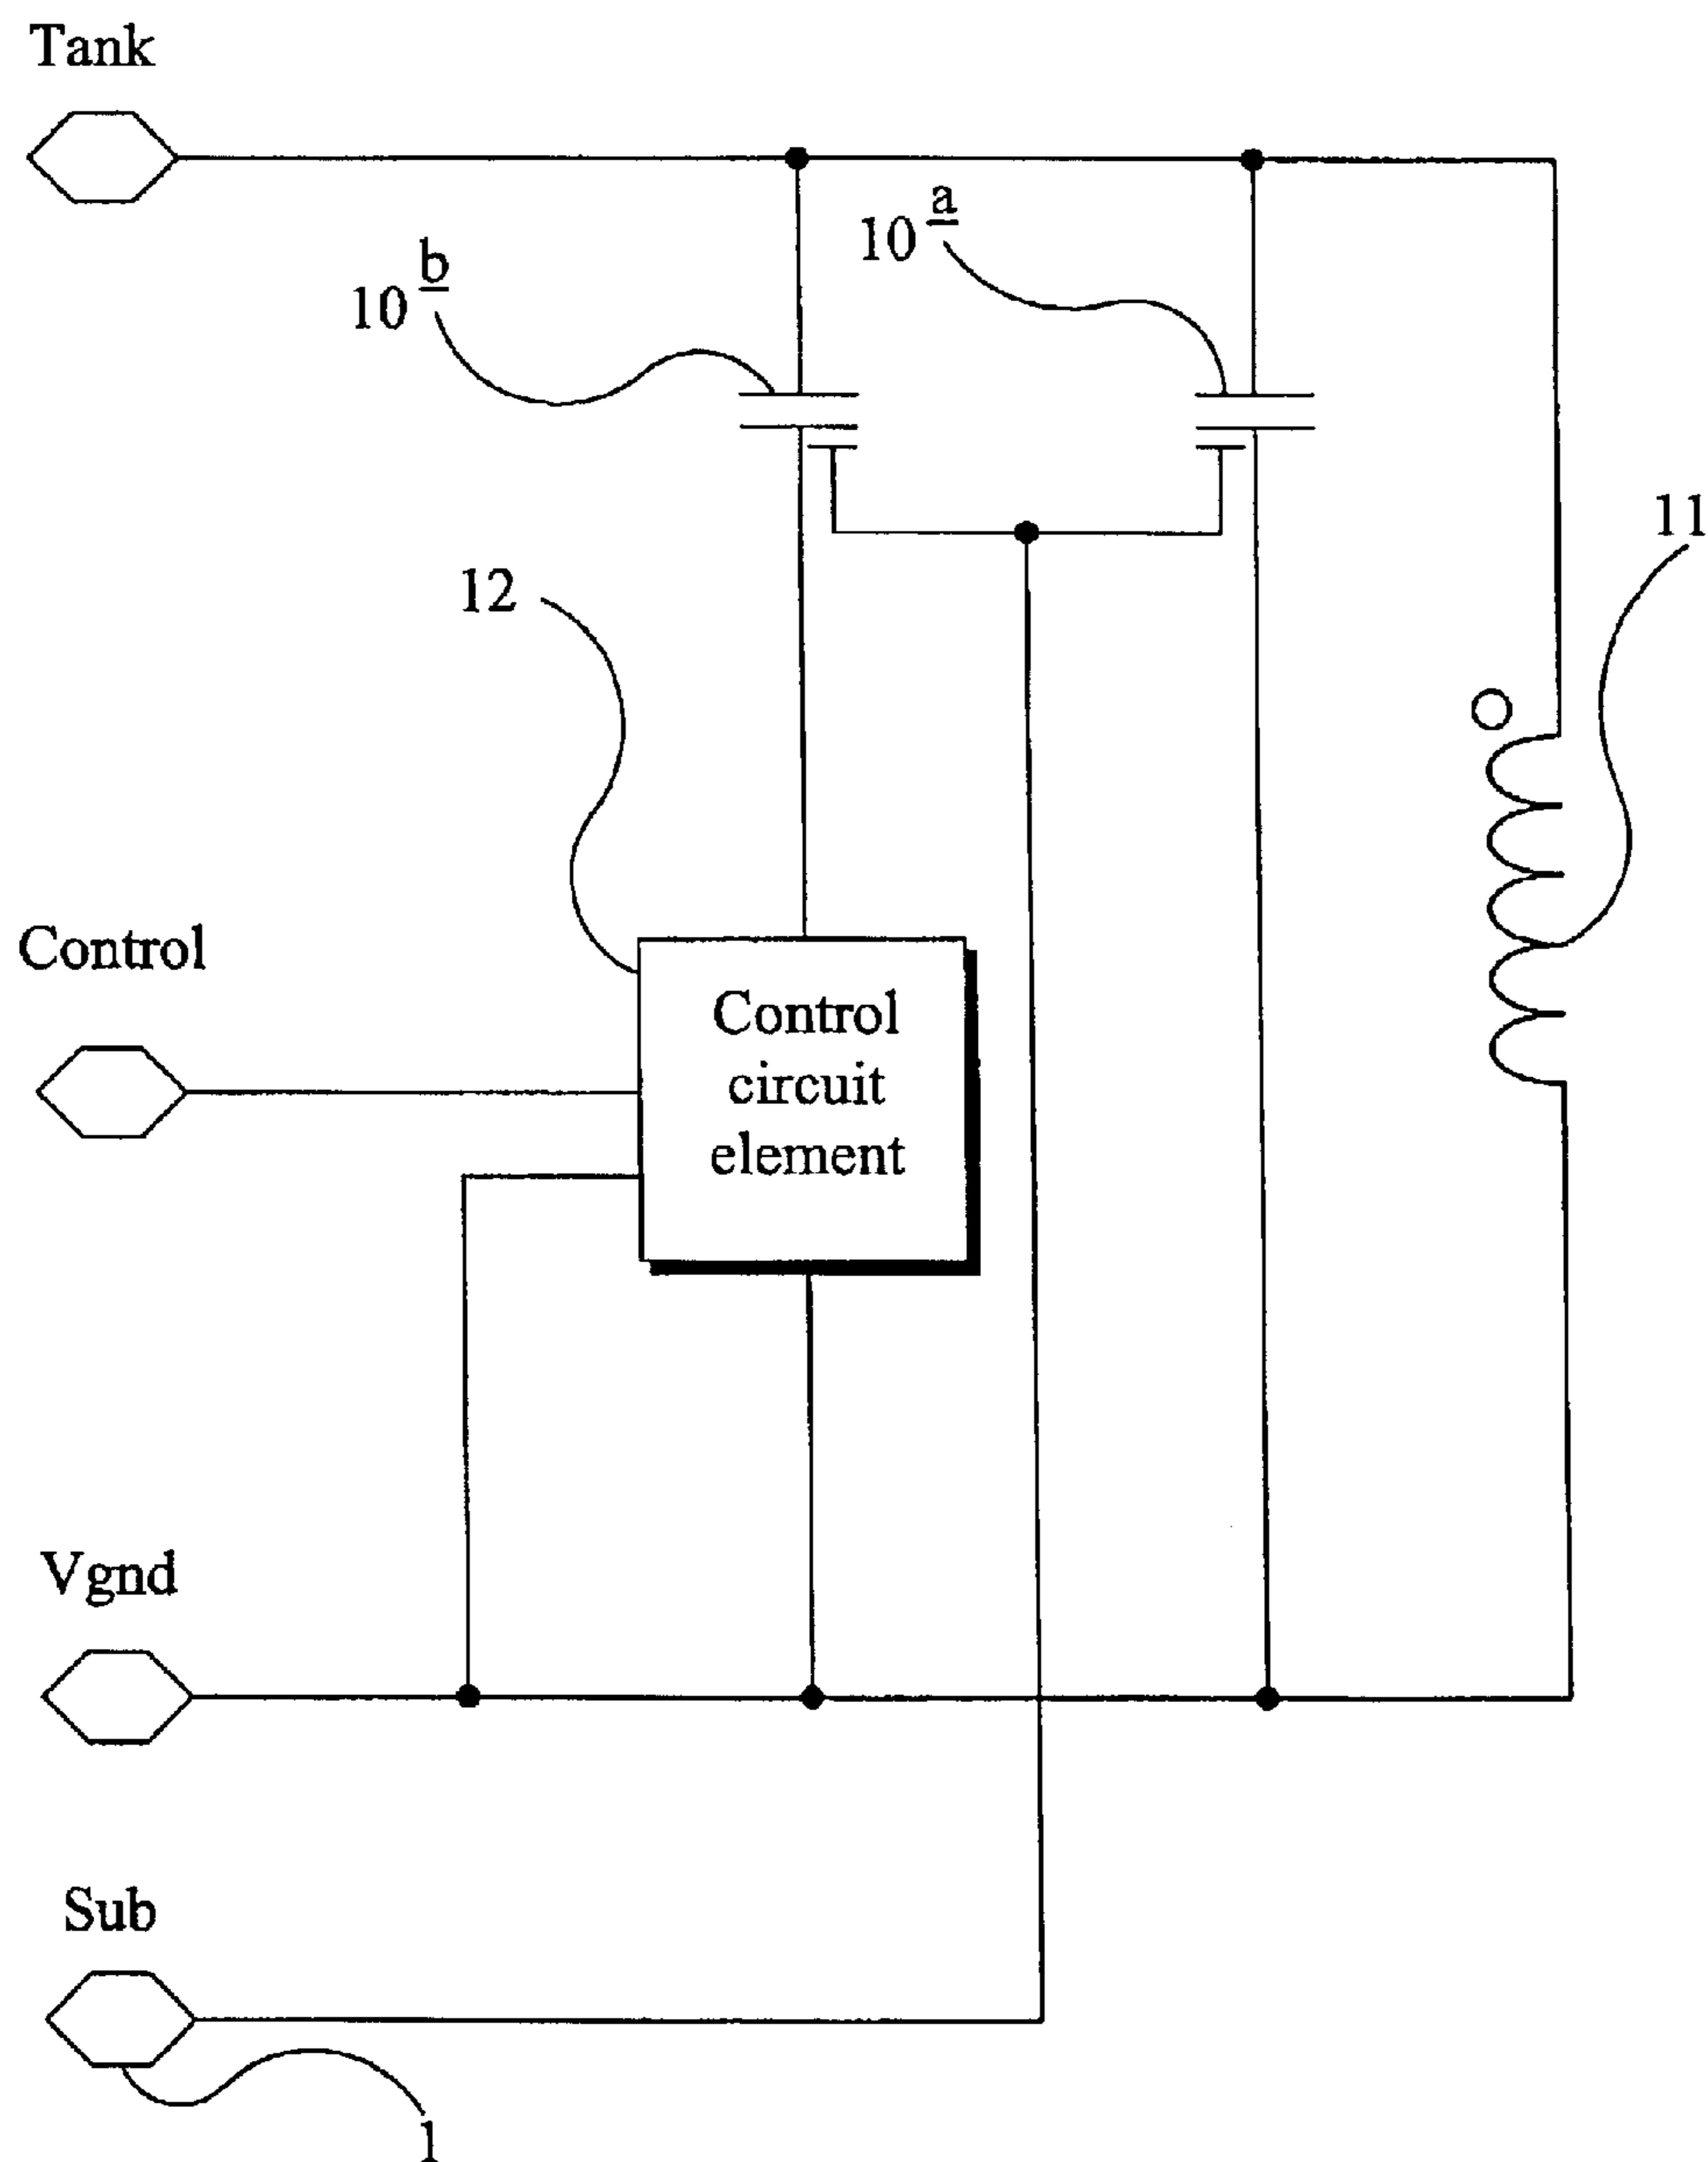 Tank
10a
10b
11
12
Control
Control
circuit
element
Vgnd
Sub
1